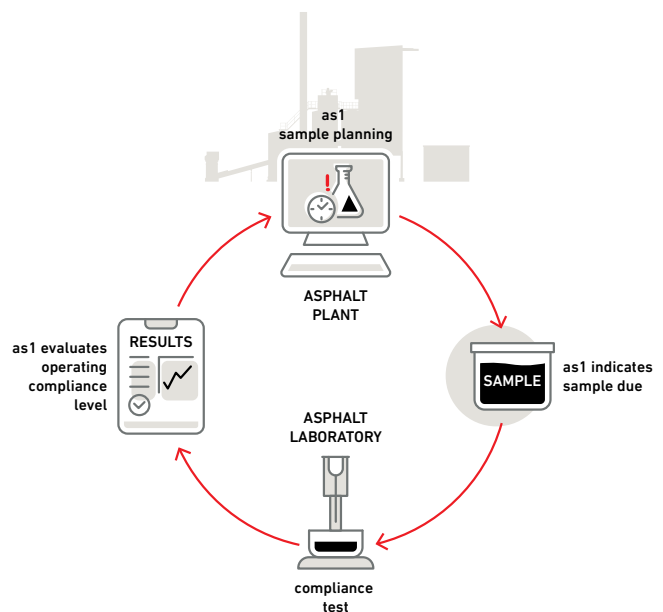 as1
sample planning
!
ASPHALT
PLANT
as1 indicates
sample due
SAMPLE
ASPHALT
LABORATORY
compliance
test
as1 evaluates
operating
compliance
level
RESULTS